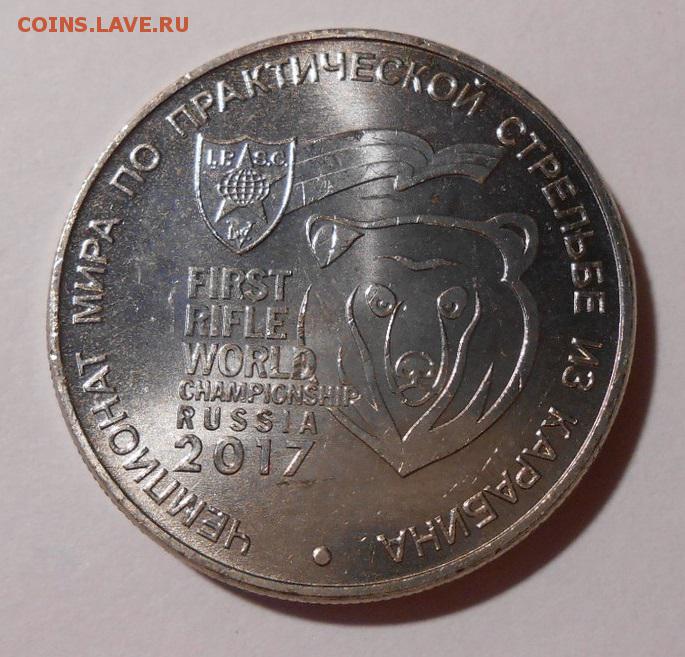 COINS.LAVE.RU
ЧЕМПИОНАТ МИРА ПО ПРАКТИЧЕСКОЙ СТРЕЛЬБЕ ИЗ КАРАБИНА
I.P.S.C.
FIRST
RIFLE
WORLD
CHAMPIONSHIP
RUSSIA
2017